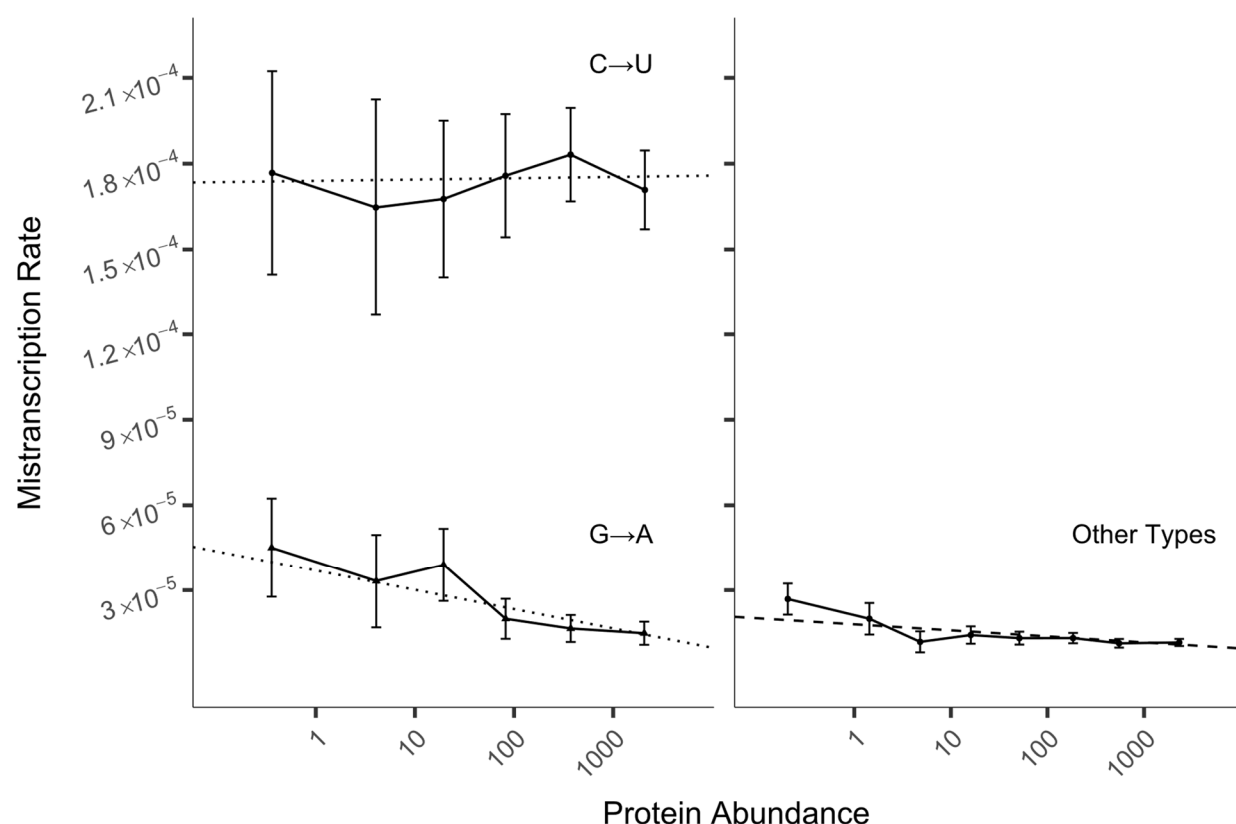 Mistranscription Rate
2.1 ×10⁻⁴
1.8 ×10⁻⁴
1.5 ×10⁻⁴
1.2 ×10⁻⁴
9 ×10⁻⁵
6 ×10⁻⁵
3 ×10⁻⁵
C→U
G→A
Other Types
1 10 100 1000 1 10 100 1000
Protein Abundance